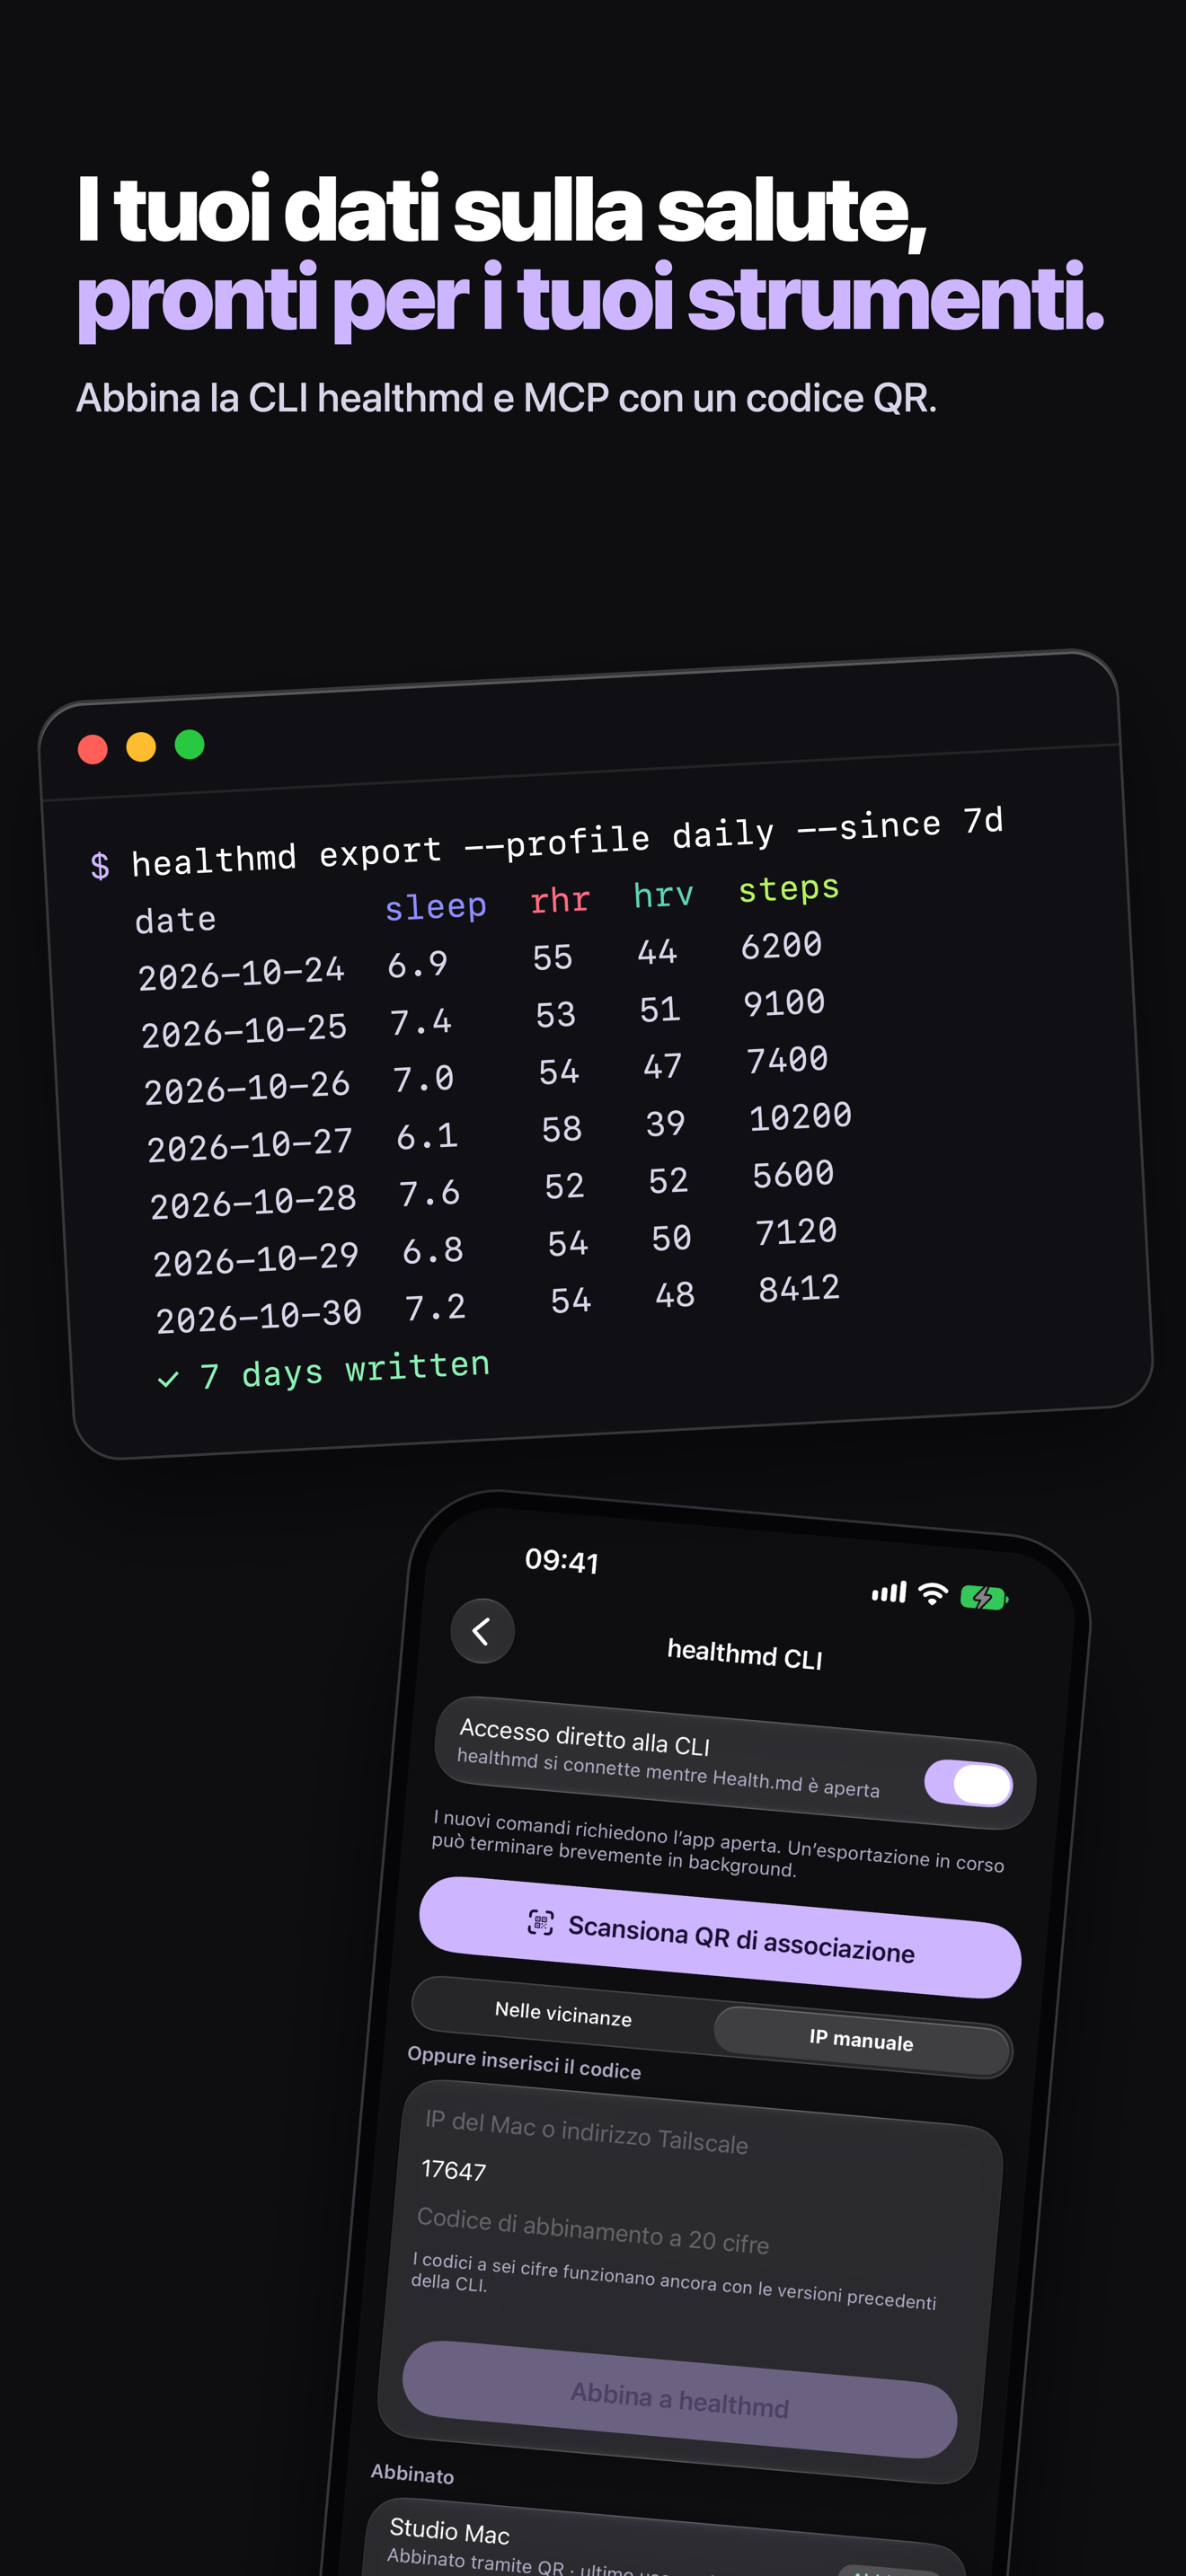 I tuoi dati sulla salute,
pronti per i tuoi strumenti.
Abbina la CLI healthmd e MCP con un codice QR.
$ healthmd export --profile daily --since 7d
date sleep rhr hrv steps
2026-10-24 6.9 55 44 6200
2026-10-25 7.4 53 51 9100
2026-10-26 7.0 54 47 7400
2026-10-27 6.1 58 39 10200
2026-10-28 7.6 52 52 5600
2026-10-29 6.8 54 50 7120
2026-10-30 7.2 54 48 8412
✓ 7 days written
09:41
healthmd CLI
Accesso diretto alla CLI
healthmd si connette mentre Health.md è aperta
I nuovi comandi richiedono l’app aperta. Un’esportazione in corso
può terminare brevemente in background.
Scansiona QR di associazione
Nelle vicinanze
IP manuale
Oppure inserisci il codice
IP del Mac o indirizzo Tailscale
17647
Codice di abbinamento a 20 cifre
I codici a sei cifre funzionano ancora con le versioni precedenti
della CLI.
Abbina a healthmd
Abbinato
Studio Mac
Abbinato tramite QR · ultimo